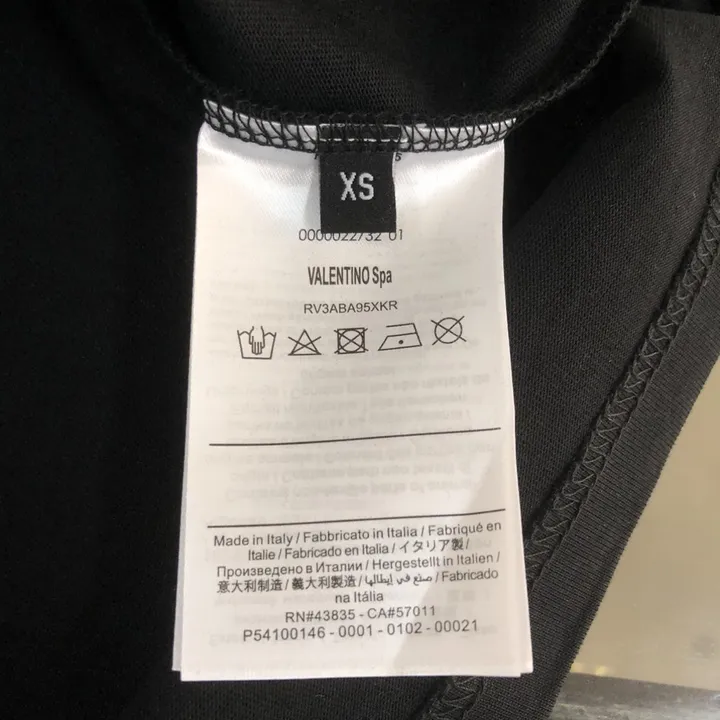 XS
0000022732 01
VALENTINO Spa
RV3ABA95XKR
Made in Italy / Fabbricato in Italia / Fabriqué en
Italie / Fabricado en Italia / イタリア製 /
Произведено в Италии / Hergestellt in Italien /
意大利制造 / 義大利製造 / صنع في إيطاليا / Fabricado
na Itália
RN#43835 - CA#57011
P54100146 - 0001 - 0102 - 00021